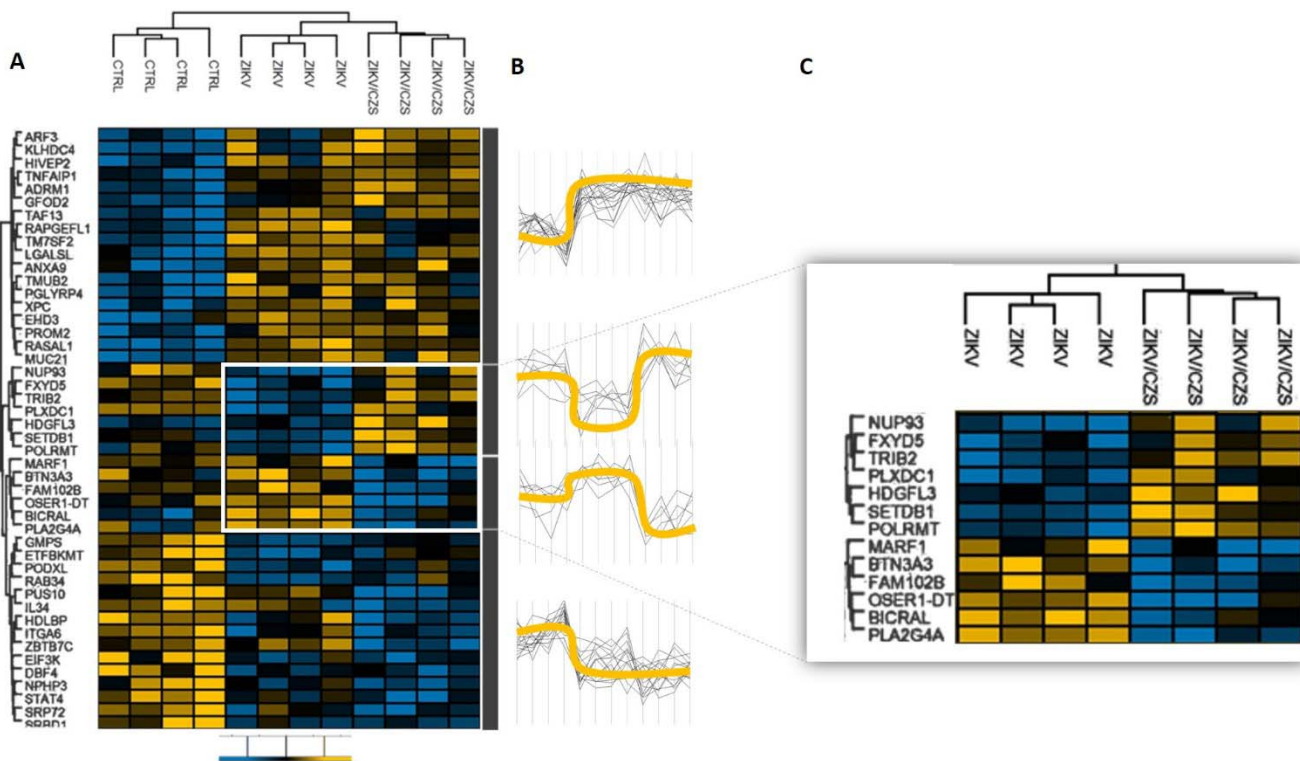 A
B
C
CTRL
CTRL
CTRL
CTRL
ZIKV
ZIKV
ZIKV
ZIKV
ZIKV/CZS
ZIKV/CZS
ZIKV/CZS
ZIKV/CZS
ARF3
KLHDC4
HIVEP2
TNFAIP1
ADRM1
GFOD2
TAF13
RAPGEFL1
TM7SF2
LGALSL
ANXA9
TMUB2
PGLYRP4
XPC
EHD3
PROM2
RASAL1
MUC21
NUP93
FXYD5
TRIB2
PLXDC1
HDGFL3
SETDB1
POLRMT
MARF1
BTN3A3
FAM102B
OSER1-DT
BICRAL
PLA2G4A
GMPS
ETFBKMT
PODXL
RAB34
PUS10
IL34
HDLBP
ITGA6
ZBTB7C
EIF3K
DBF4
NPHP3
STAT4
SRP72
SRBD1
ZIKV
ZIKV
ZIKV
ZIKV
ZIKV/CZS
ZIKV/CZS
ZIKV/CZS
ZIKV/CZS
NUP93
FXYD5
TRIB2
PLXDC1
HDGFL3
SETDB1
POLRMT
MARF1
BTN3A3
FAM102B
OSER1-DT
BICRAL
PLA2G4A